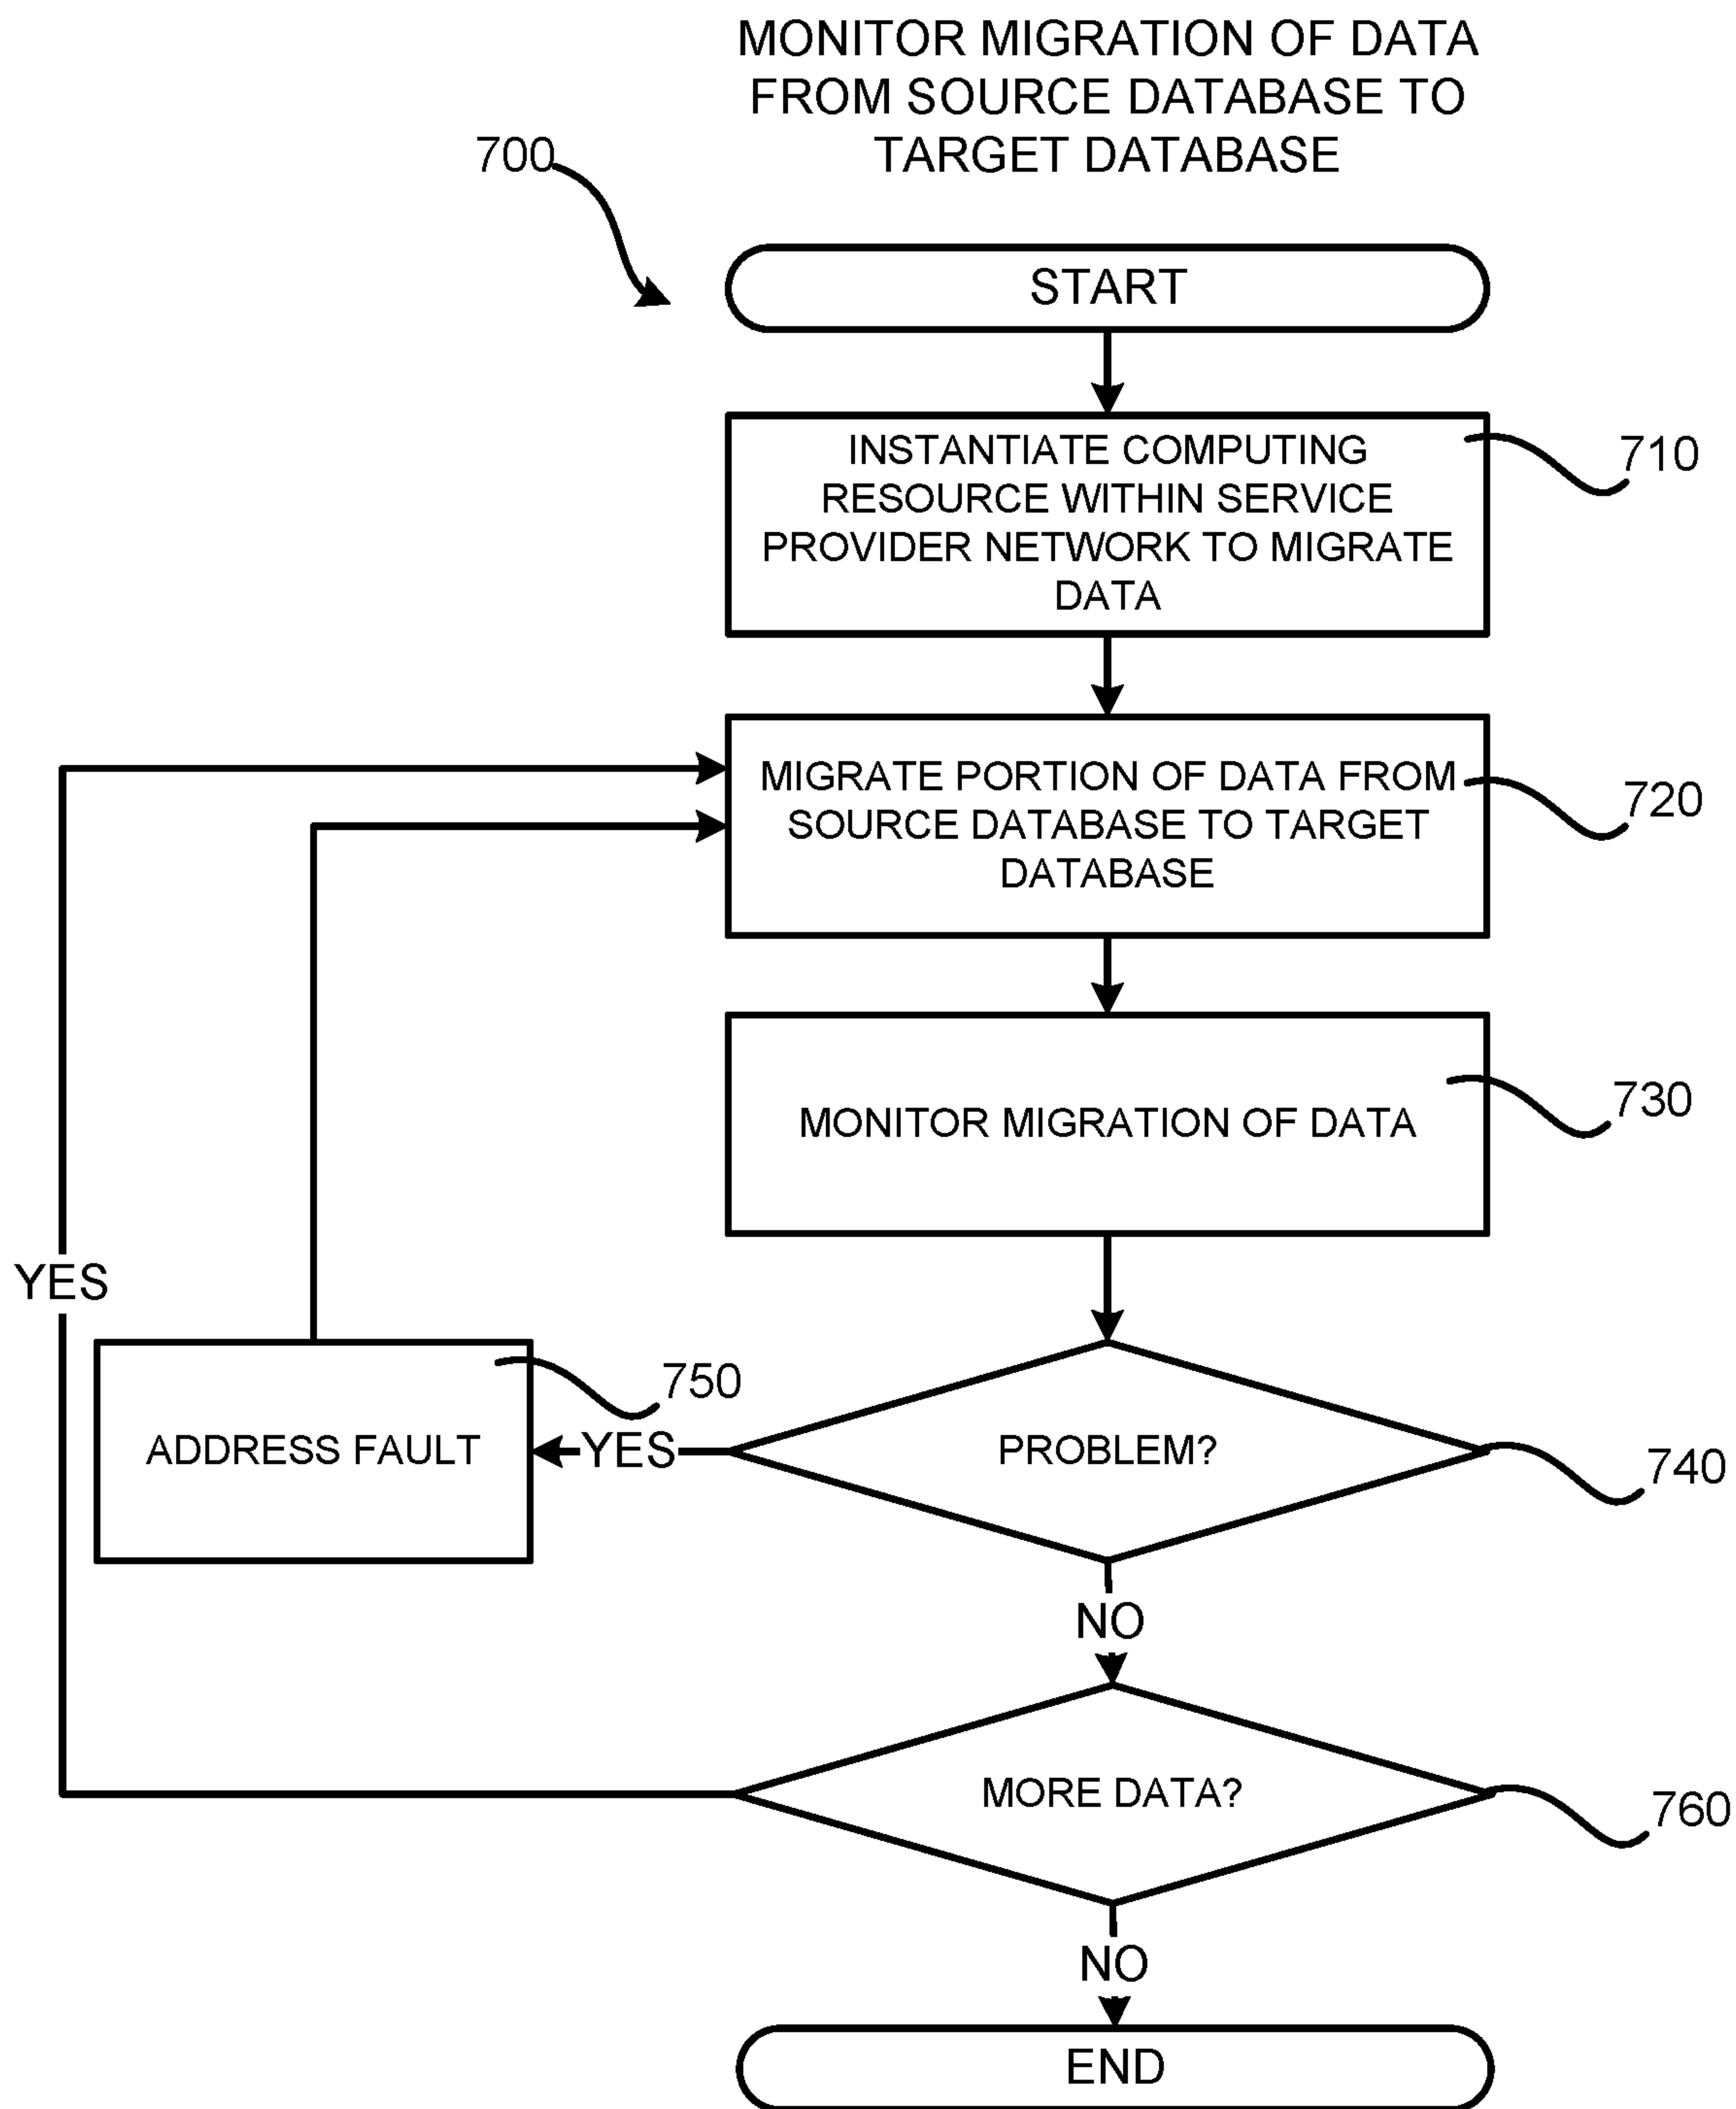 MONITOR MIGRATION OF DATA
FROM SOURCE DATABASE TO
TARGET DATABASE
700
START
INSTANTIATE COMPUTING
RESOURCE WITHIN SERVICE
PROVIDER NETWORK TO MIGRATE
DATA
710
MIGRATE PORTION OF DATA FROM
SOURCE DATABASE TO TARGET
DATABASE
720
MONITOR MIGRATION OF DATA
730
YES
ADDRESS FAULT
750
YES
PROBLEM?
740
NO
MORE DATA?
760
NO
END